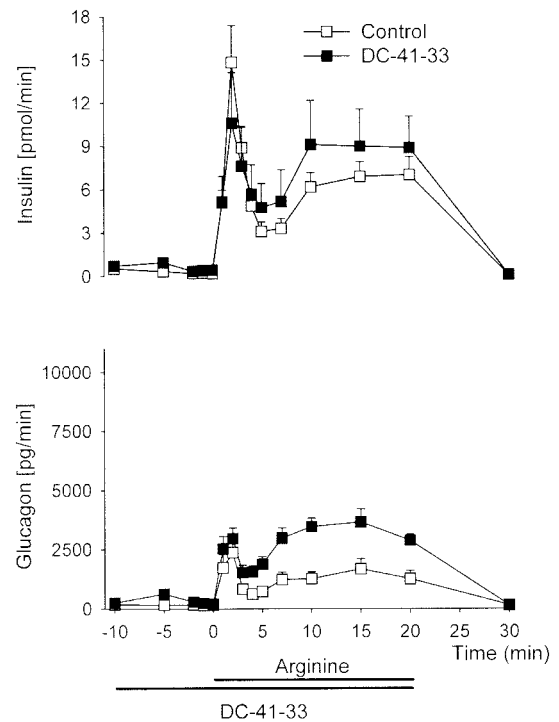 18
Control
DC-41-33
15
12
9
6
3
0
Insulin [pmol/min]
10000
7500
5000
2500
0
Glucagon [pg/min]
-10 -5 0 5 10 15 20 25 30
Time (min)
Arginine
DC-41-33